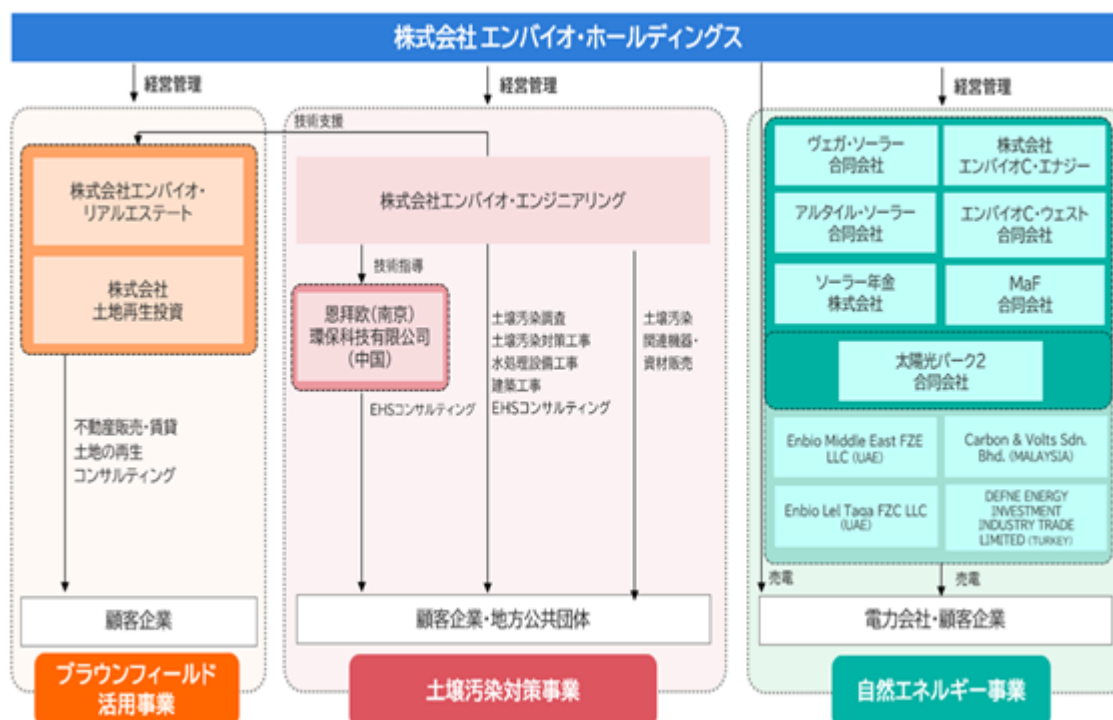 株式会社 エンバイオ・ホールディングス
経営管理
経営管理
経営管理
技術支援
株式会社エンバイオ・
リアルエステート
株式会社
土地再生投資
不動産販売・賃貸
土地の再生
コンサルティング
顧客企業
ブラウンフィールド
活用事業
株式会社エンバイオ・エンジニアリング
技術指導
恩拜欧(南京)
環保科技有限公司
(中国)
EHSコンサルティング
土壌汚染調査
土壌汚染対策工事
水処理設備工事
建築工事
EHSコンサルティング
土壌汚染
関連機器・
資材販売
顧客企業・地方公共団体
土壌汚染対策事業
ヴェガ・ソーラー
合同会社
株式会社
エンバイオC・エナジー
アルタイル・ソーラー
合同会社
エンバイオC・ウェスト
合同会社
ソーラー年金
株式会社
MaF
合同会社
太陽光パーク2
合同会社
Enbio Middle East FZE
LLC (UAE)
Carbon & Volts Sdn.
Bhd. (MALAYSIA)
Enbio Lel Taqa FZC LLC
(UAE)
DEFNE ENERGY
INVESTMENT
INDUSTRY TRADE
LIMITED (TURKEY)
売電
売電
電力会社・顧客企業
自然エネルギー事業